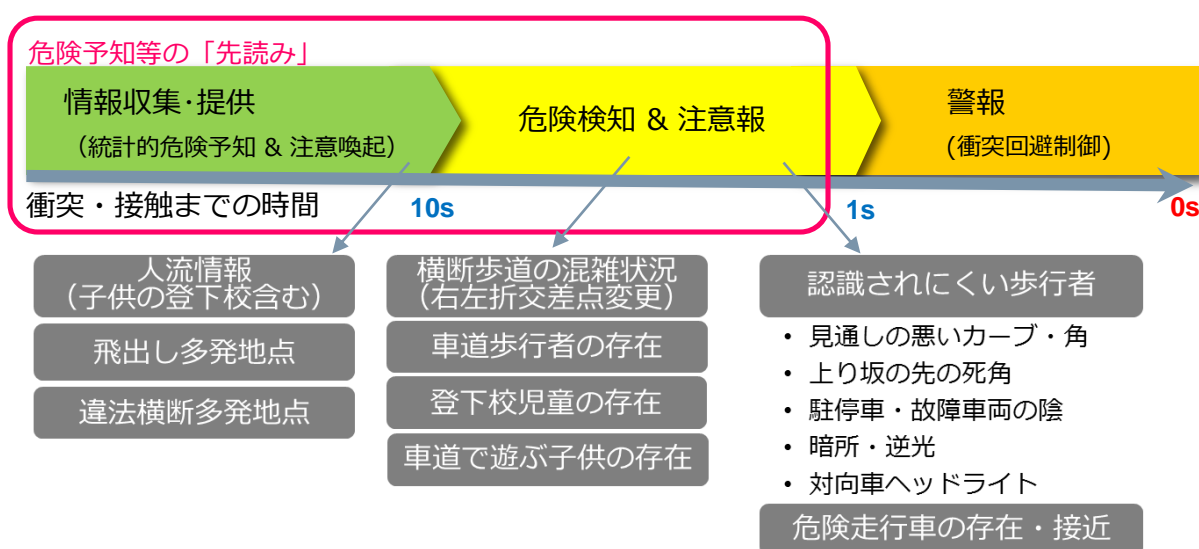 危険予知等の「先読み」
情報収集･提供
（統計的危険予知 & 注意喚起）
危険検知 & 注意報
警報
(衝突回避制御)
衝突・接触までの時間
10s
1s
0s
人流情報
（子供の登下校含む）
飛出し多発地点
違法横断多発地点
横断歩道の混雑状況
（右左折交差点変更）
車道歩行者の存在
登下校児童の存在
車道で遊ぶ子供の存在
認識されにくい歩行者
• 見通しの悪いカーブ・角
• 上り坂の先の死角
• 駐停車・故障車両の陰
• 暗所・逆光
• 対向車ヘッドライト
危険走行車の存在・接近